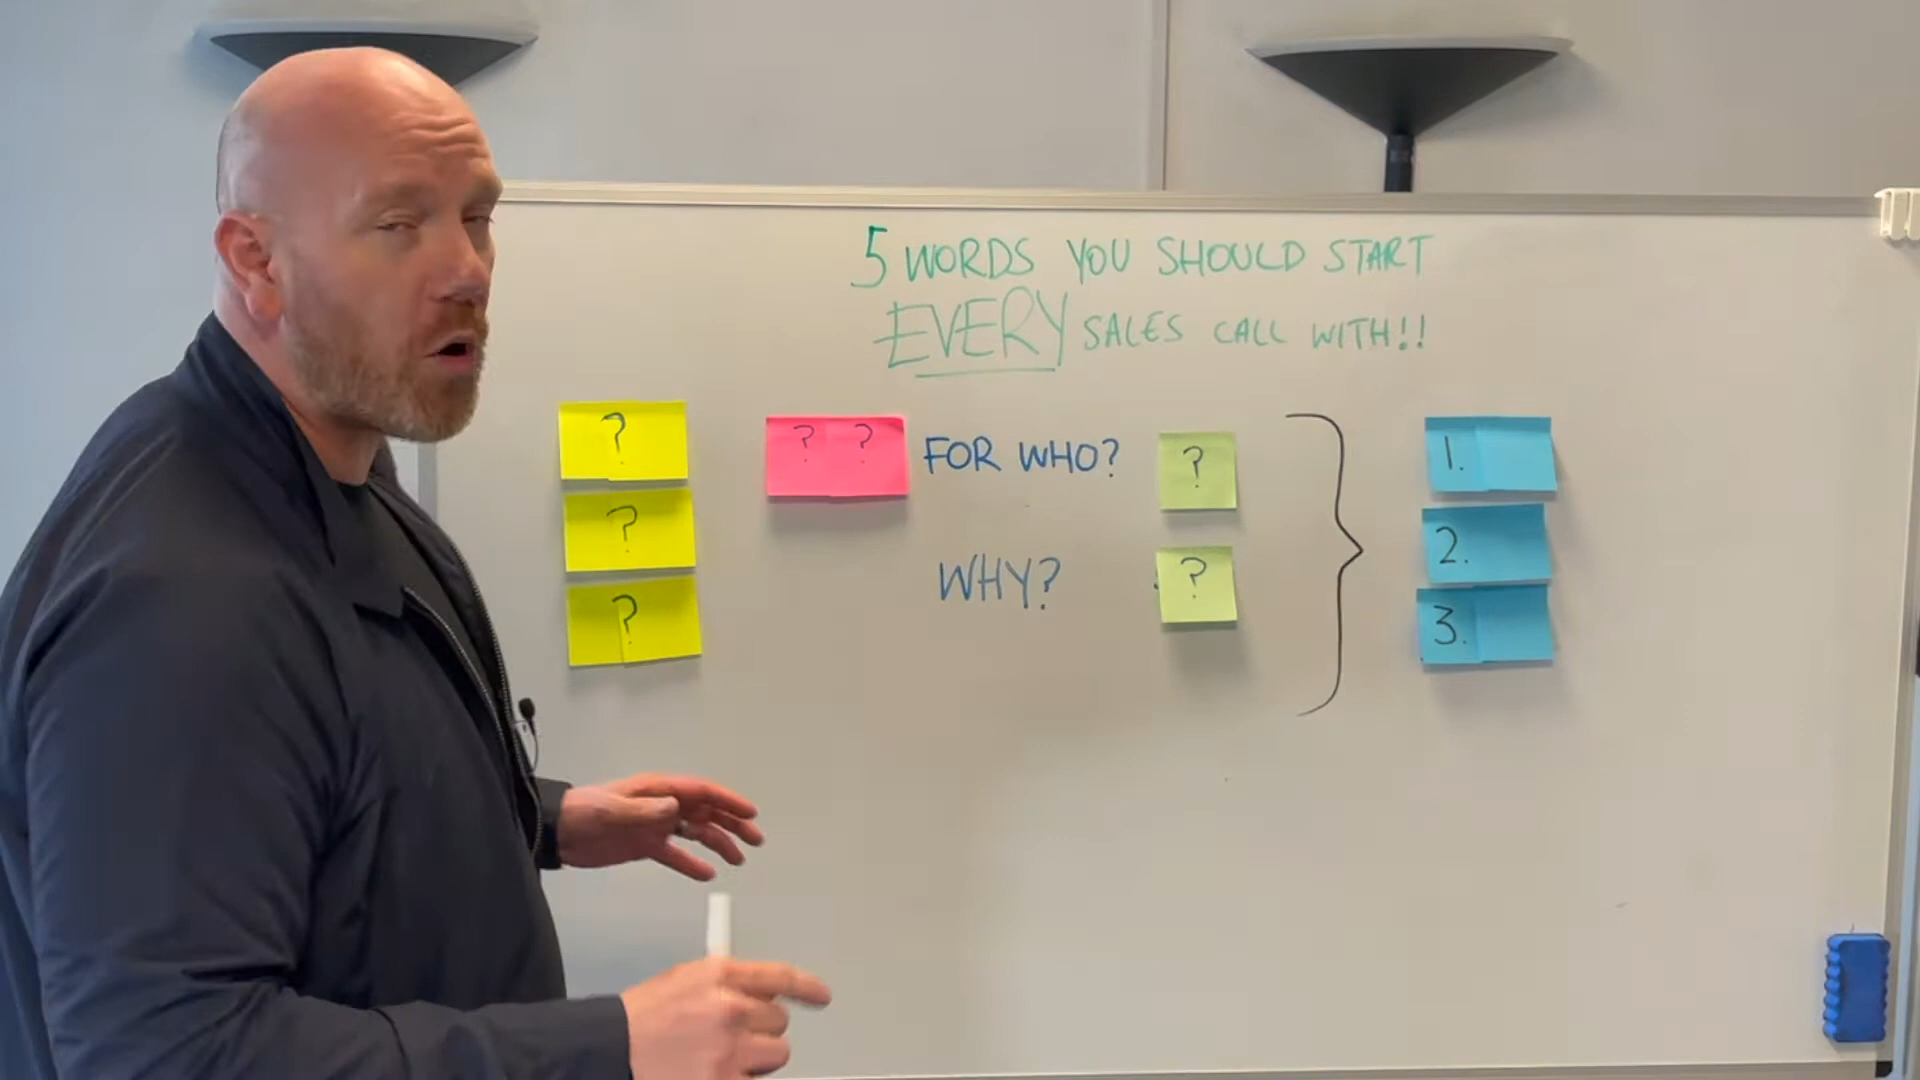 5 WORDS YOU SHOULD START
EVERY SALES CALL WITH!!
?
? ?
FOR WHO?
?
1.
?
WHY?
?
2.
?
3.